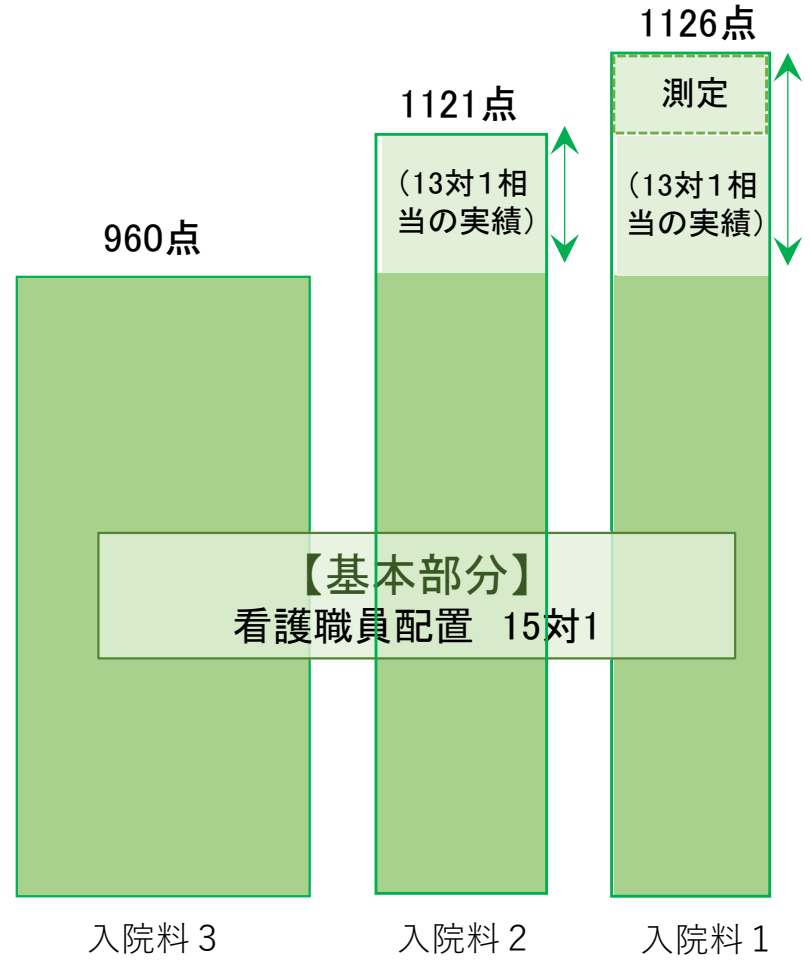 1126点
測定
1121点
（13対１相
当の実績）
（13対１相
当の実績）
960点
【基本部分】
看護職員配置　15対1
入院料３
入院料２
入院料１